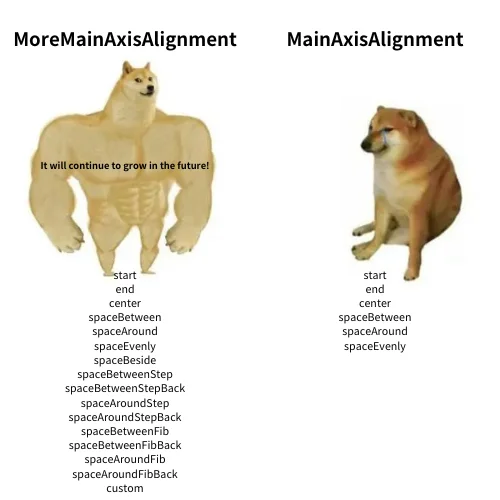 MoreMainAxisAlignment
It will continue to grow in the future!
start
end
center
spaceBetween
spaceAround
spaceEvenly
spaceBeside
spaceBetweenStep
spaceBetweenStepBack
spaceAroundStep
spaceAroundStepBack
spaceBetweenFib
spaceBetweenFibBack
spaceAroundFib
spaceAroundFibBack
custom
MainAxisAlignment
start
end
center
spaceBetween
spaceAround
spaceEvenly